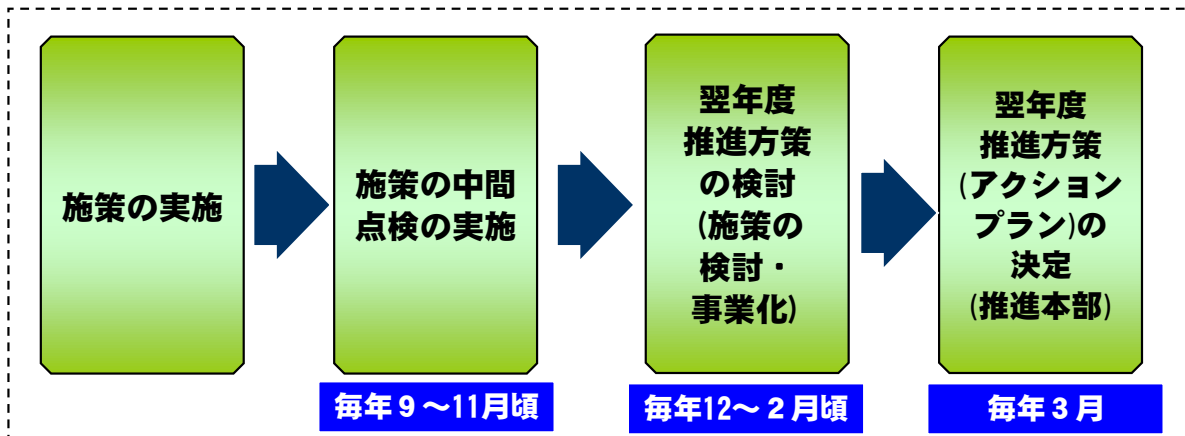 施策の実施
施策の中間
点検の実施
翌年度
推進方策
の検討
(施策の
検討・
事業化)
翌年度
推進方策
(アクション
プラン)の
決定
(推進本部)
毎年９～11月頃
毎年12～２月頃
毎年３月